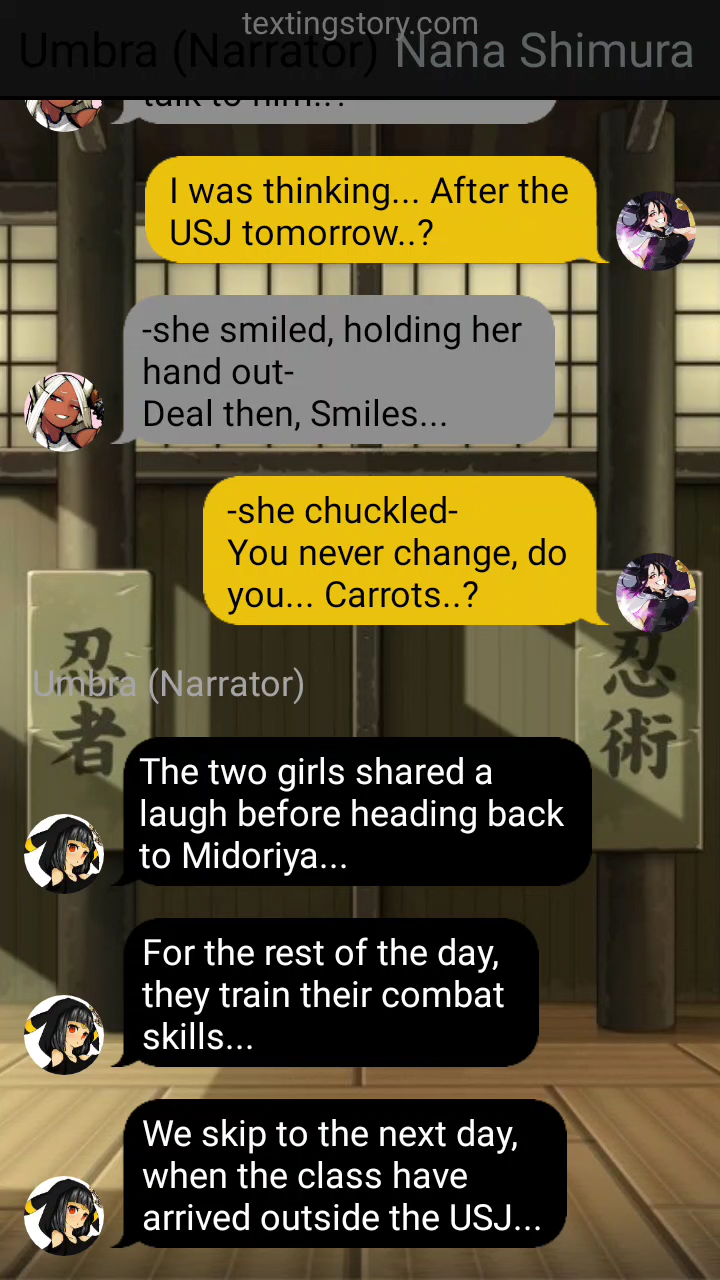 textingstory.com
Umbra (Narrator) Nana Shimura
talk to him..?
I was thinking... After the
USJ tomorrow..?
-she smiled, holding her
hand out-
Deal then, Smiles...
-she chuckled-
You never change, do
you... Carrots..?
Umbra (Narrator)
忍者
忍術
The two girls shared a
laugh before heading back
to Midoriya...
For the rest of the day,
they train their combat
skills...
We skip to the next day,
when the class have
arrived outside the USJ...